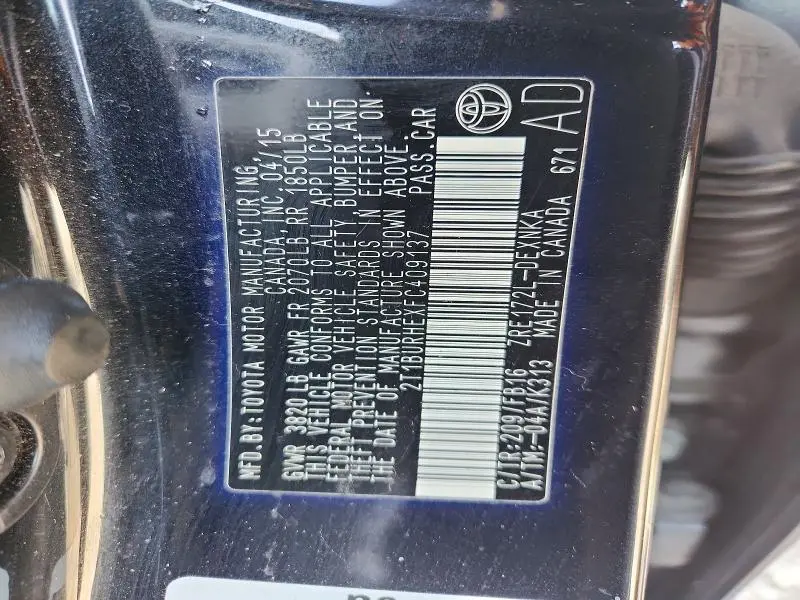 MFD.BY:TOYOTA MOTOR MANUFACTURING,
CANADA, INC. 04/15
GVWR 3820 LB GAWR FR 2070LB,RR 1850LB
THIS VEHICLE CONFORMS TO ALL APPLICABLE
FEDERAL MOTOR VEHICLE SAFETY, BUMPER, AND
THEFT PREVENTION STANDARDS IN EFFECT ON
THE DATE OF MANUFACTURE SHOWN ABOVE.
2T1BURHEXFC409137 PASS.CAR
C/TR:209/FB16 ZRE172L-DEXNKA
A/TM:-04A/K313 MADE IN CANADA 671
AD